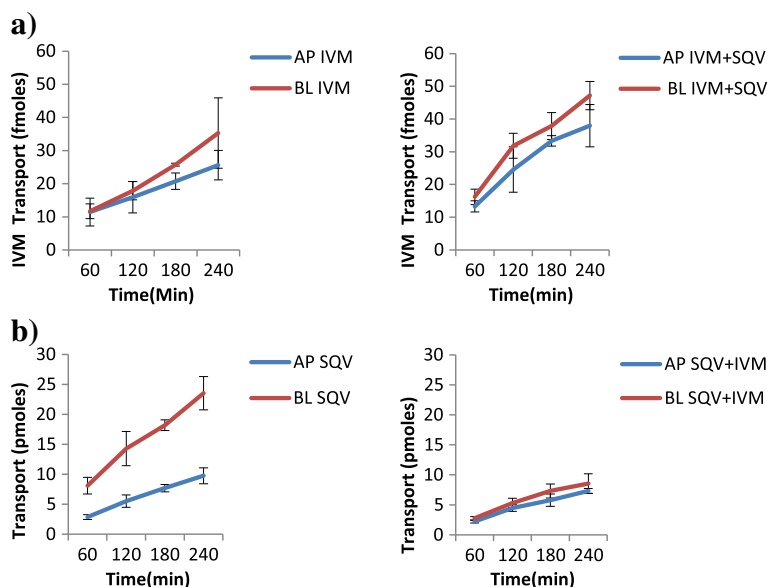 a)
IVM Transport (fmoles)
60
50
40
30
20
10
0
60 120 180 240
Time(Min)
AP IVM
BL IVM
IVM Transport (fmoles)
60
50
40
30
20
10
0
60 120 180 240
Time(min)
AP IVM+SQV
BL IVM+SQV
b)
Transport (pmoles)
30
25
20
15
10
5
0
60 120 180 240
Time(min)
AP SQV
BL SQV
Transport (pmoles)
30
25
20
15
10
5
0
60 120 180 240
Time(min)
AP SQV+IVM
BL SQV+IVM